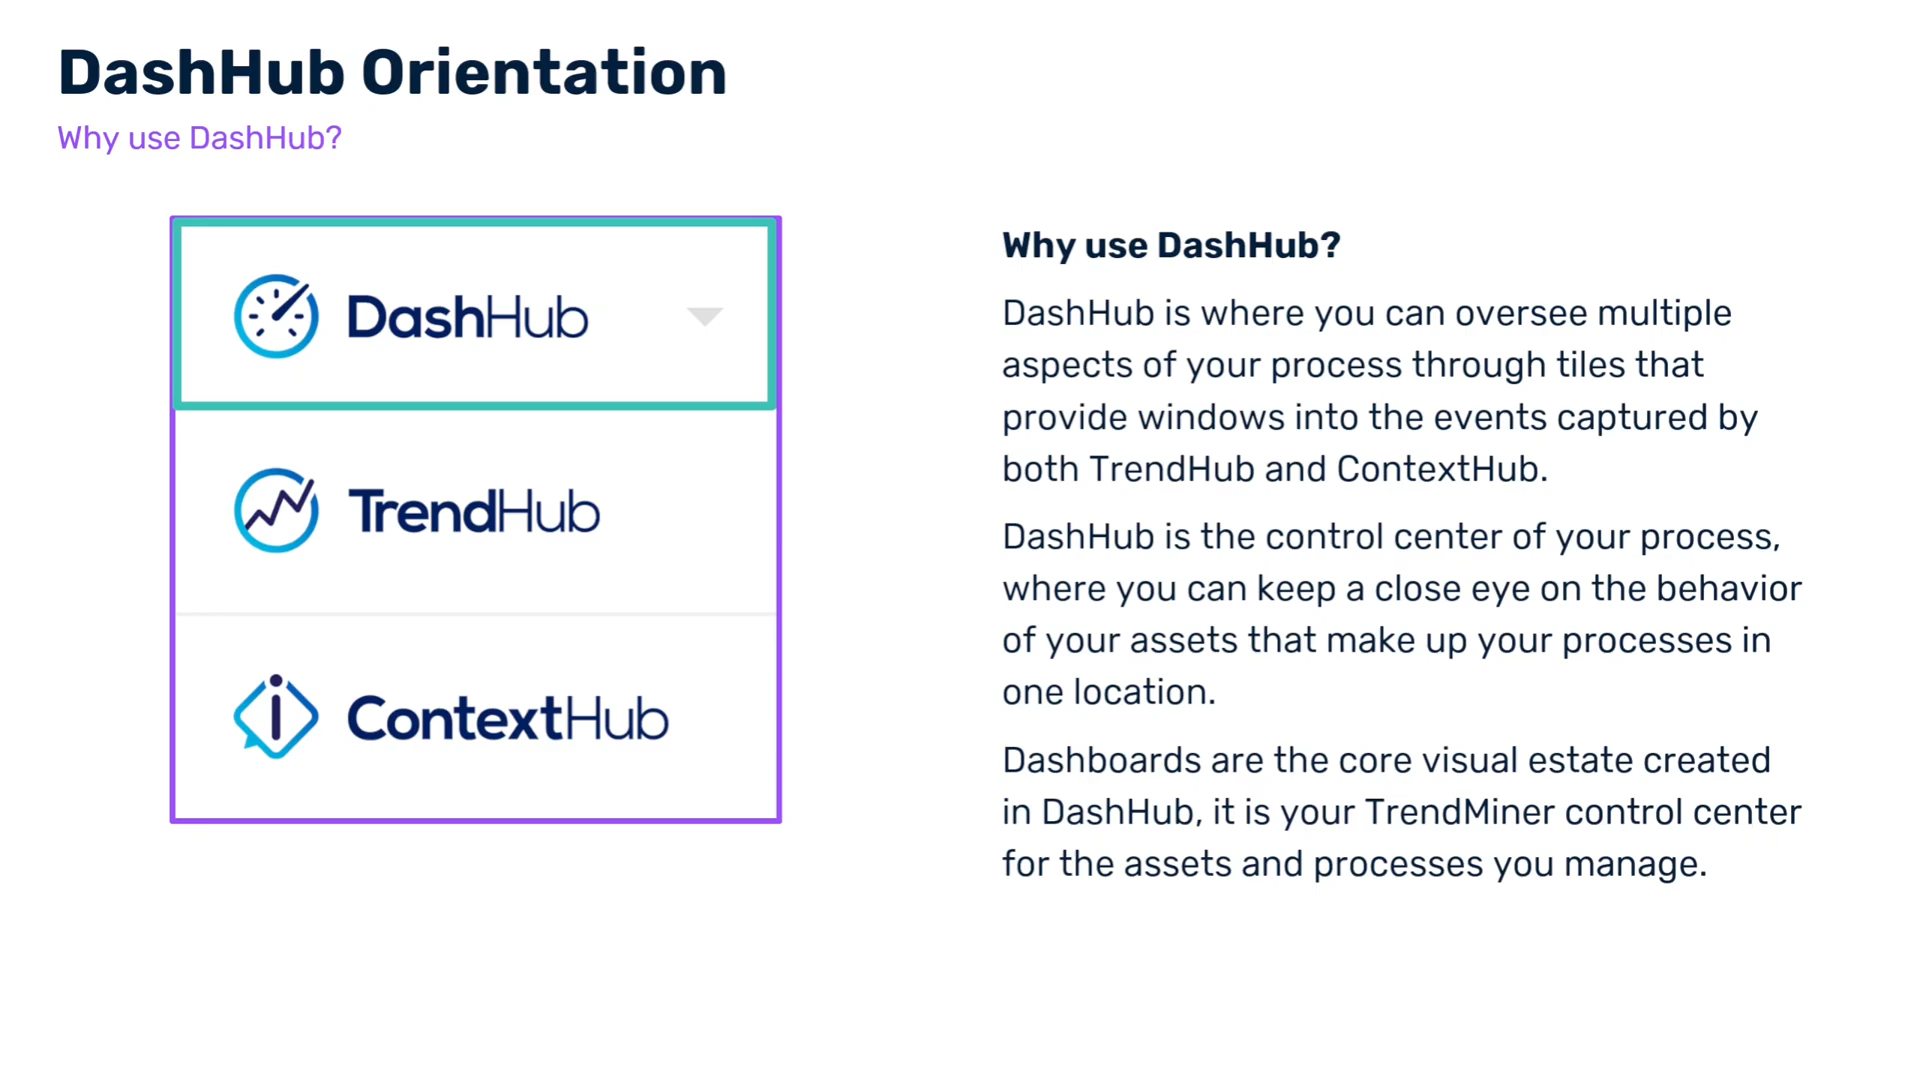 DashHub Orientation
Why use DashHub?
DashHub
TrendHub
ContextHub
Why use DashHub?
DashHub is where you can oversee multiple
aspects of your process through tiles that
provide windows into the events captured by
both TrendHub and ContextHub.
DashHub is the control center of your process,
where you can keep a close eye on the behavior
of your assets that make up your processes in
one location.
Dashboards are the core visual estate created
in DashHub, it is your TrendMiner control center
for the assets and processes you manage.